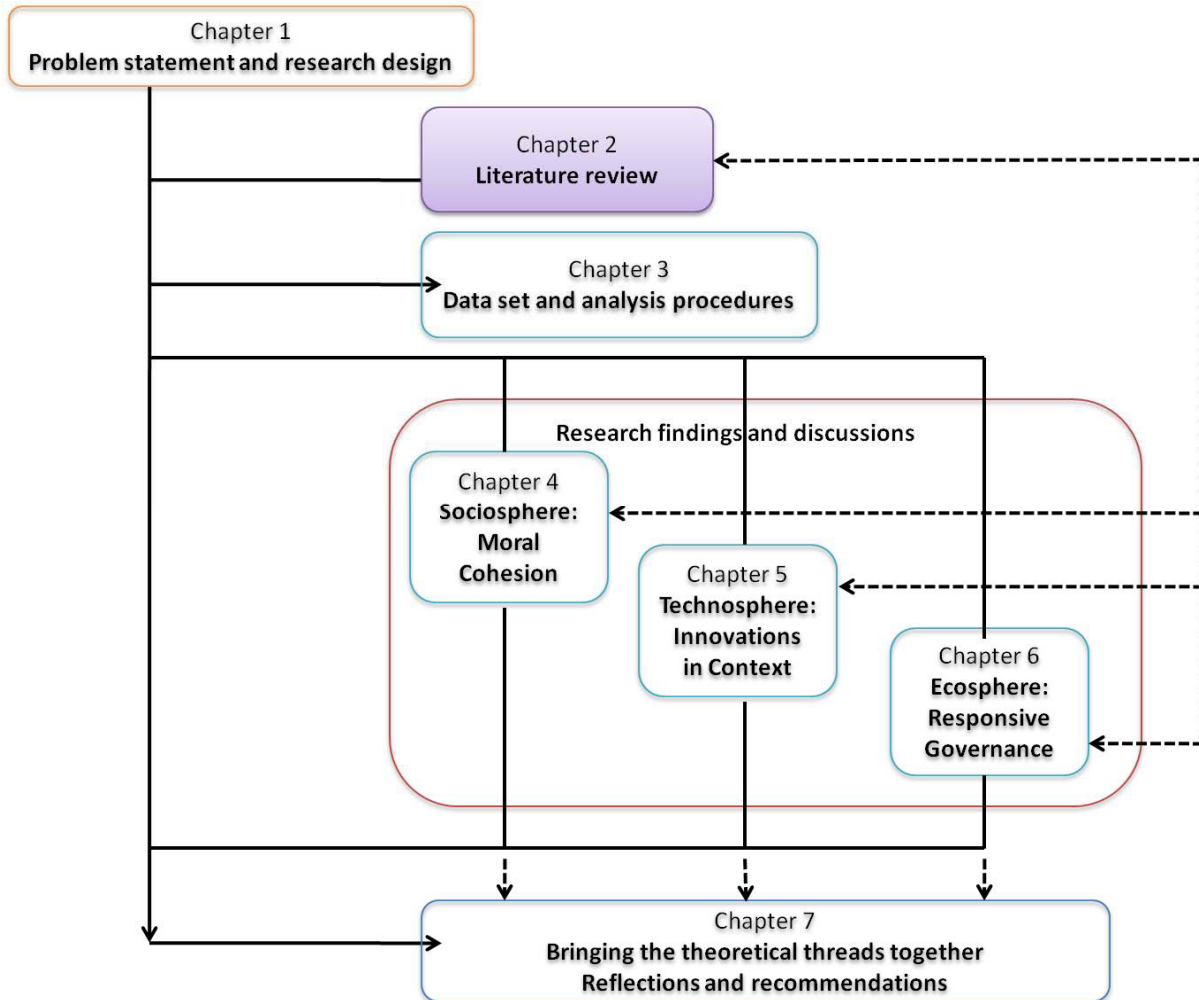 Chapter 1
Problem statement and research design
Chapter 2
Literature review
Chapter 3
Data set and analysis procedures
Research findings and discussions
Chapter 4
Sociosphere:
Moral
Cohesion
Chapter 5
Technosphere:
Innovations
in Context
Chapter 6
Ecosphere:
Responsive
Governance
Chapter 7
Bringing the theoretical threads together
Reflections and recommendations